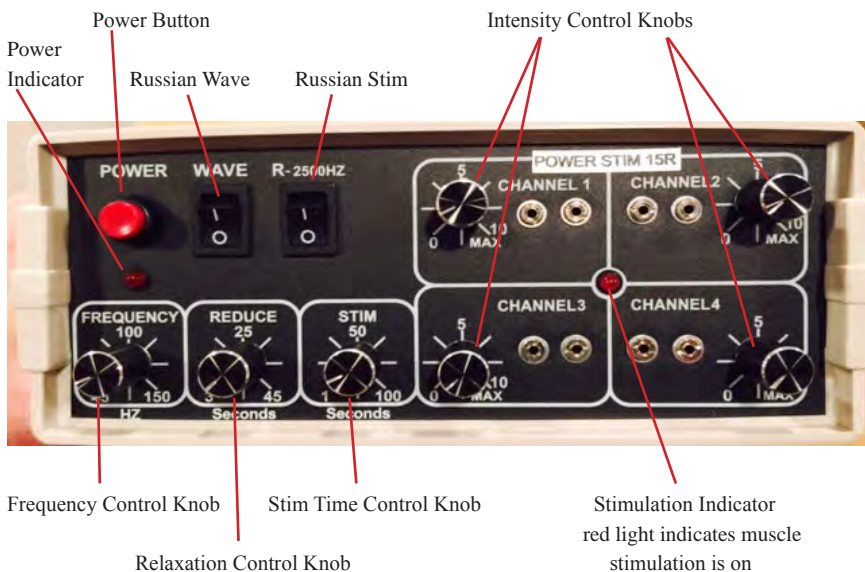 Power Button
Intensity Control Knobs
Power
Indicator
Russian Wave
Russian Stim
POWER
WAVE
R-2500HZ
POWER STIM 15R
5
CHANNEL 1
0
10
MAX
CHANNEL2
5
0
10
MAX
FREQUENCY
100
150
HZ
REDUCE
25
45
Seconds
STIM
50
1
100
Seconds
CHANNEL3
5
0
10
MAX
CHANNEL4
5
0
MAX
Frequency Control Knob
Stim Time Control Knob
Stimulation Indicator
red light indicates muscle
stimulation is on
Relaxation Control Knob